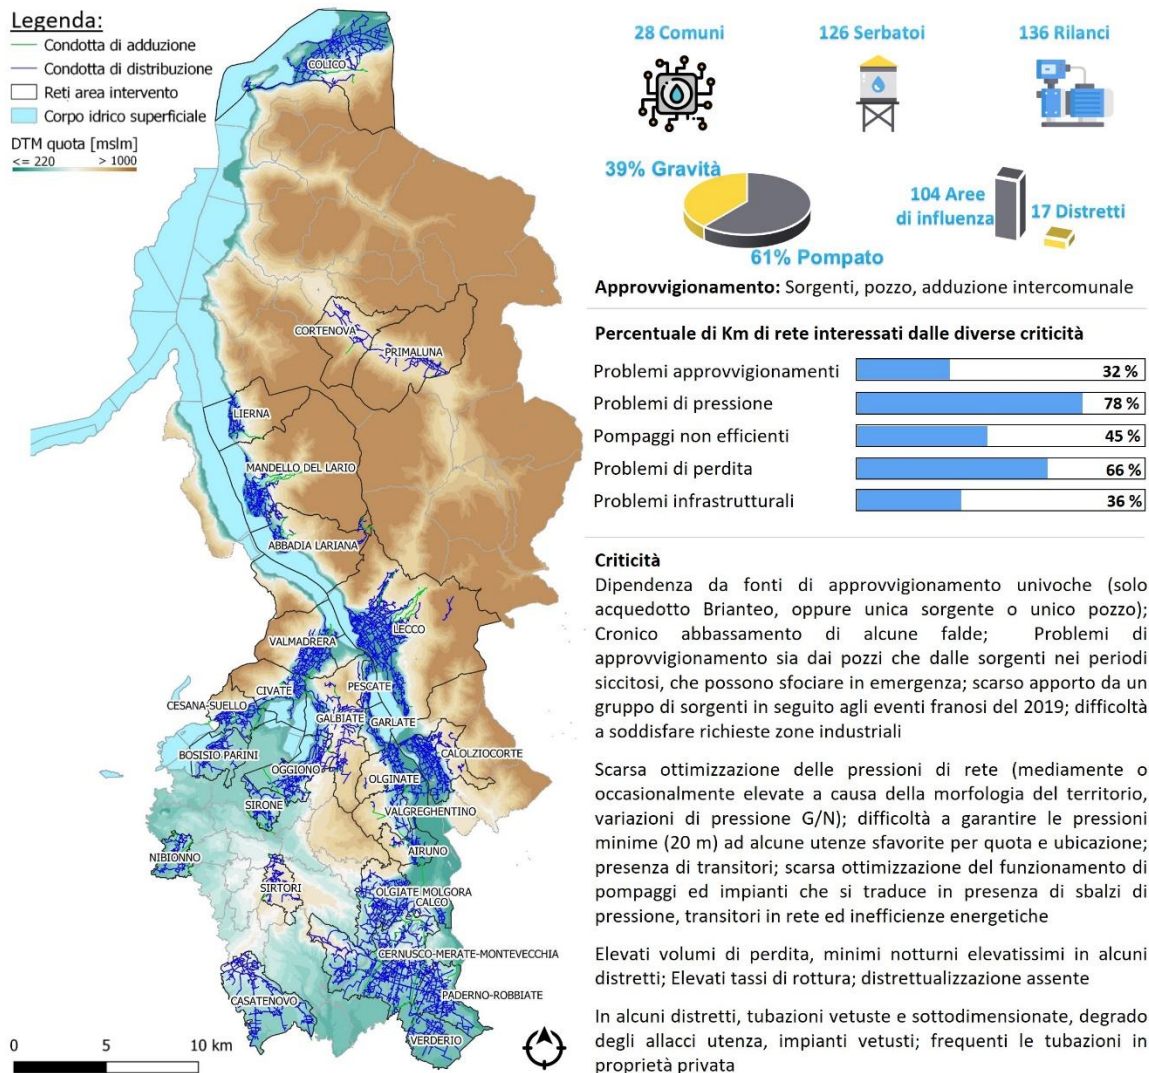 Legenda:
Condotta di adduzione
Condotta di distribuzione
Reti area intervento
Corpo idrico superficiale
DTM quota [mslm]
<= 220 > 1000
COLICO
CORTENOVA
PRIMALUNA
LIERNA
MANDELLO DEL LARIO
ABBADIA LARIANA
LECCO
VALMADRERA
PESCATE
CIVATE
CESANA-SUELLO
GALBIATE
GARLATE
BOSISIO PARINI
CALOLZIOCORTE
OGGIONO
OLGINATE
SIRONE
VALGREGHENTINO
AIRUNO
NIBIONNO
SIRTORI
OLGIATE MOLGORA
CALCO
CERNUSCO-MERATE-MONTEVECCHIA
CASATENOVO
PADERNO-ROBBIATE
VERDERIO
0 5 10 km
28 Comuni
126 Serbatoi
136 Rilanci
39% Gravità
61% Pompato
104 Aree
di influenza
17 Distretti
Approvvigionamento: Sorgenti, pozzo, adduzione intercomunale
Percentuale di Km di rete interessati dalle diverse criticità
Problemi approvvigionamenti 32 %
Problemi di pressione 78 %
Pompaggi non efficienti 45 %
Problemi di perdita 66 %
Problemi infrastrutturali 36 %
Criticità
Dipendenza da fonti di approvvigionamento univoche (solo
acquedotto Brianteo, oppure unica sorgente o unico pozzo);
Cronico abbassamento di alcune falde; Problemi di
approvvigionamento sia dai pozzi che dalle sorgenti nei periodi
siccitosi, che possono sfociare in emergenza; scarso apporto da un
gruppo di sorgenti in seguito agli eventi franosi del 2019; difficoltà
a soddisfare richieste zone industriali
Scarsa ottimizzazione delle pressioni di rete (mediamente o
occasionalmente elevate a causa della morfologia del territorio,
variazioni di pressione G/N); difficoltà a garantire le pressioni
minime (20 m) ad alcune utenze sfavorite per quota e ubicazione;
presenza di transitori; scarsa ottimizzazione del funzionamento di
pompaggi ed impianti che si traduce in presenza di sbalzi di
pressione, transitori in rete ed inefficienze energetiche
Elevati volumi di perdita, minimi notturni elevatissimi in alcuni
distretti; Elevati tassi di rottura; distrettualizzazione assente
In alcuni distretti, tubazioni vetuste e sottodimensionate, degrado
degli allacci utenza, impianti vetusti; frequenti le tubazioni in
proprietà privata